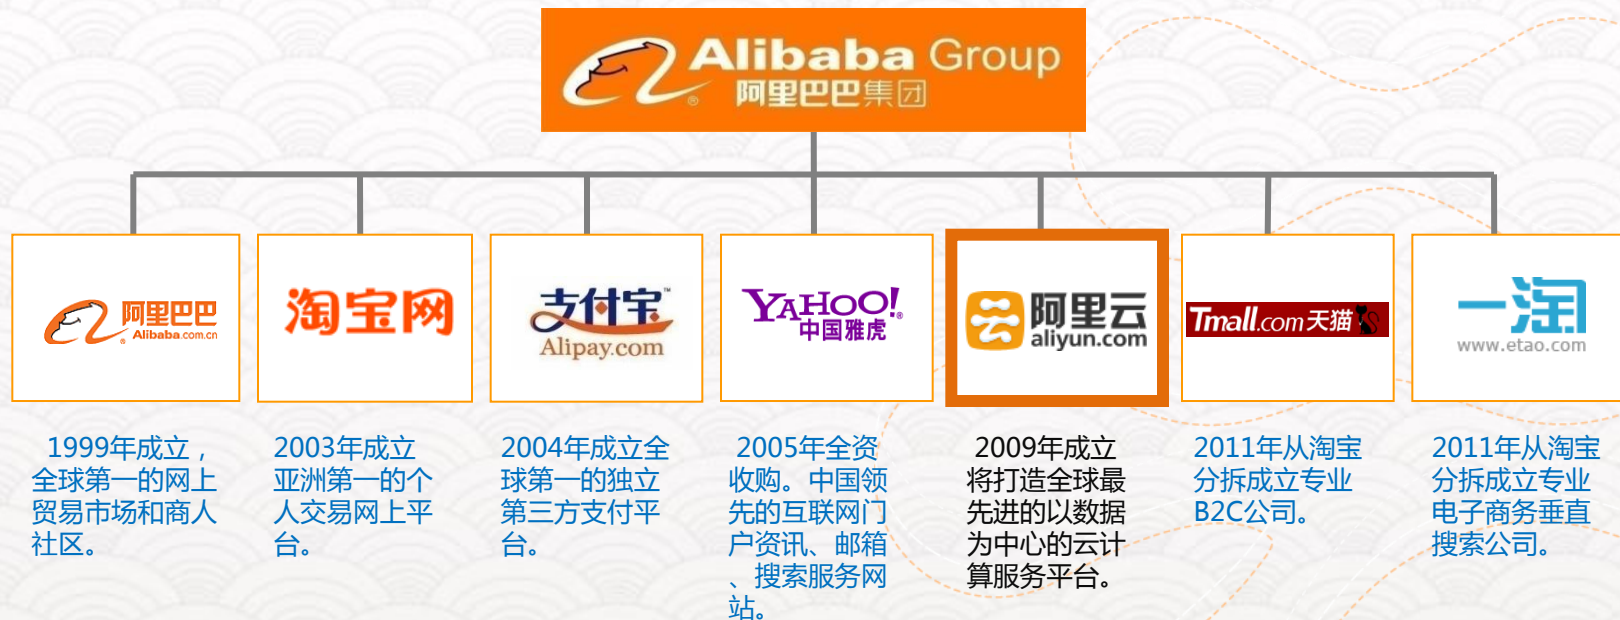 Alibaba Group
阿里巴巴集团
阿里巴巴
Alibaba.com.cn
淘宝网
支付宝™
Alipay.com
YAHOO!®
中国雅虎
阿里云
aliyun.com
Tmall.com天猫
一淘
www.etao.com
1999年成立，
全球第一的网上
贸易市场和商人
社区。
2003年成立
亚洲第一的个
人交易网上平
台。
2004年成立全
球第一的独立
第三方支付平
台。
2005年全资
收购。中国领
先的互联网门
户资讯、邮箱
、搜索服务网
站。
2009年成立
将打造全球最
先进的以数据
为中心的云计
算服务平台。
2011年从淘宝
分拆成立专业
B2C公司。
2011年从淘宝
分拆成立专业
电子商务垂直
搜索公司。